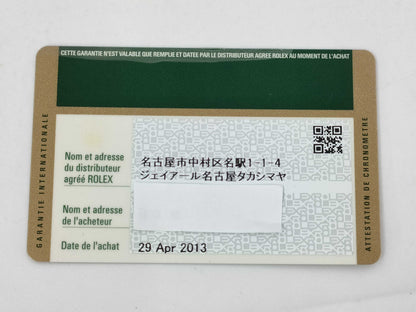 CETTE GARANTIE N'EST VALABLE QUE REMPLIE ET DATEE PAR LE DISTRIBUTEUR AGREE ROLEX AU MOMENT DE L'ACHAT
GARANTIE INTERNATIONALE
Nom et adresse
du distributeur
agréé ROLEX
名古屋市中村区名駅1-1-4
ジェイアール名古屋タカシマヤ
Nom et adresse
de l'acheteur
Date de l'achat
29 Apr 2013
ATTESTATION DE CHRONOMETRE